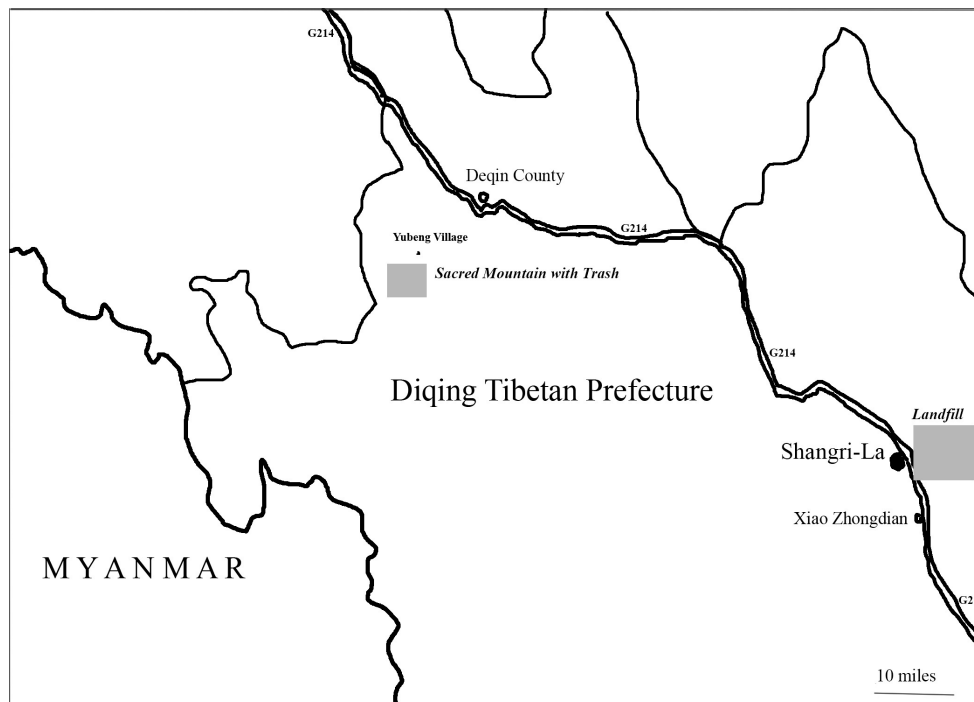 G214
Deqin County
G214
Yubeng Village
Sacred Mountain with Trash
G214
Diqing Tibetan Prefecture
Landfill
Shangri-La
Xiao Zhongdian
MYANMAR
G2
10 miles